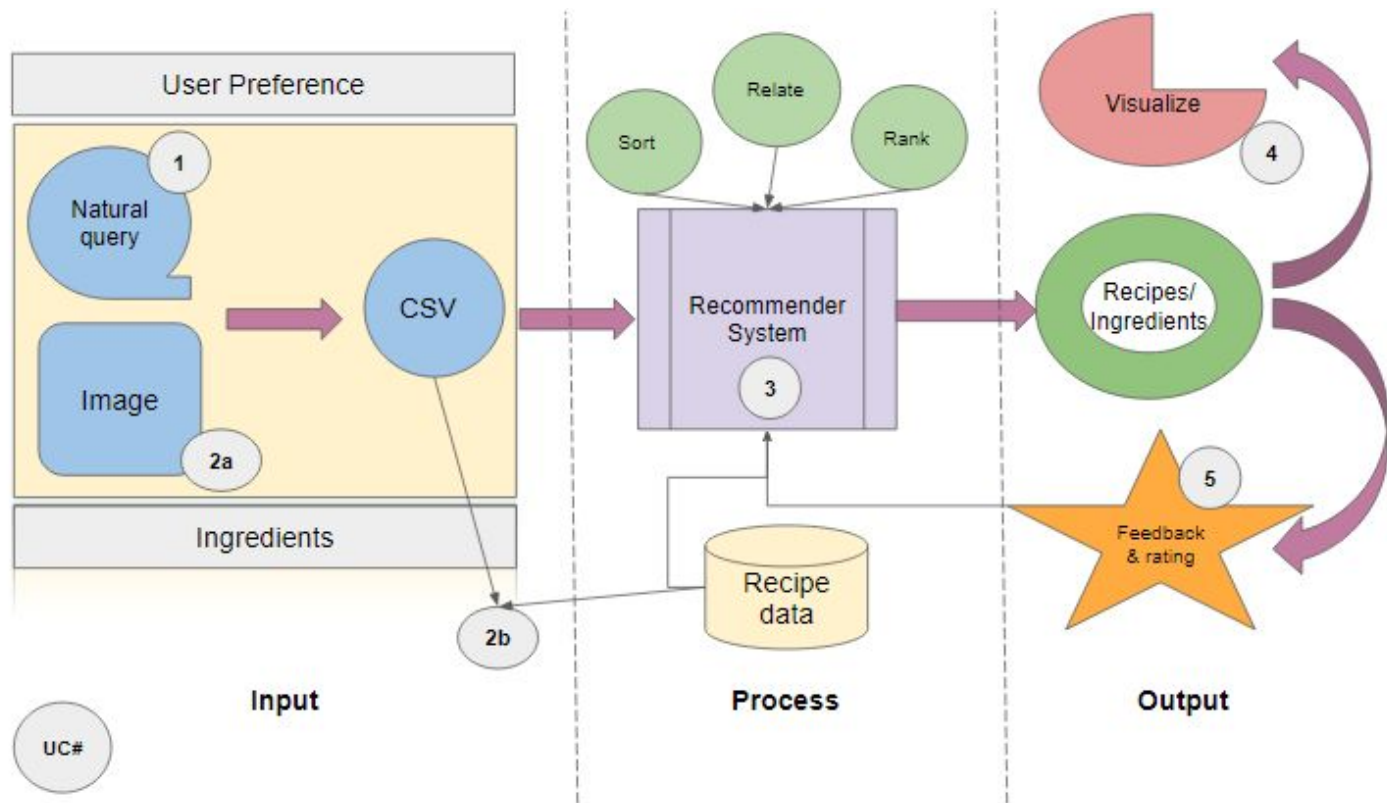 User Preference
1
Natural
query
CSV
Image
2a
Ingredients
2b
Input
UC#
Sort
Relate
Rank
Recommender
System
3
Recipe
data
Process
Visualize
4
Recipes/
Ingredients
5
Feedback
& rating
Output